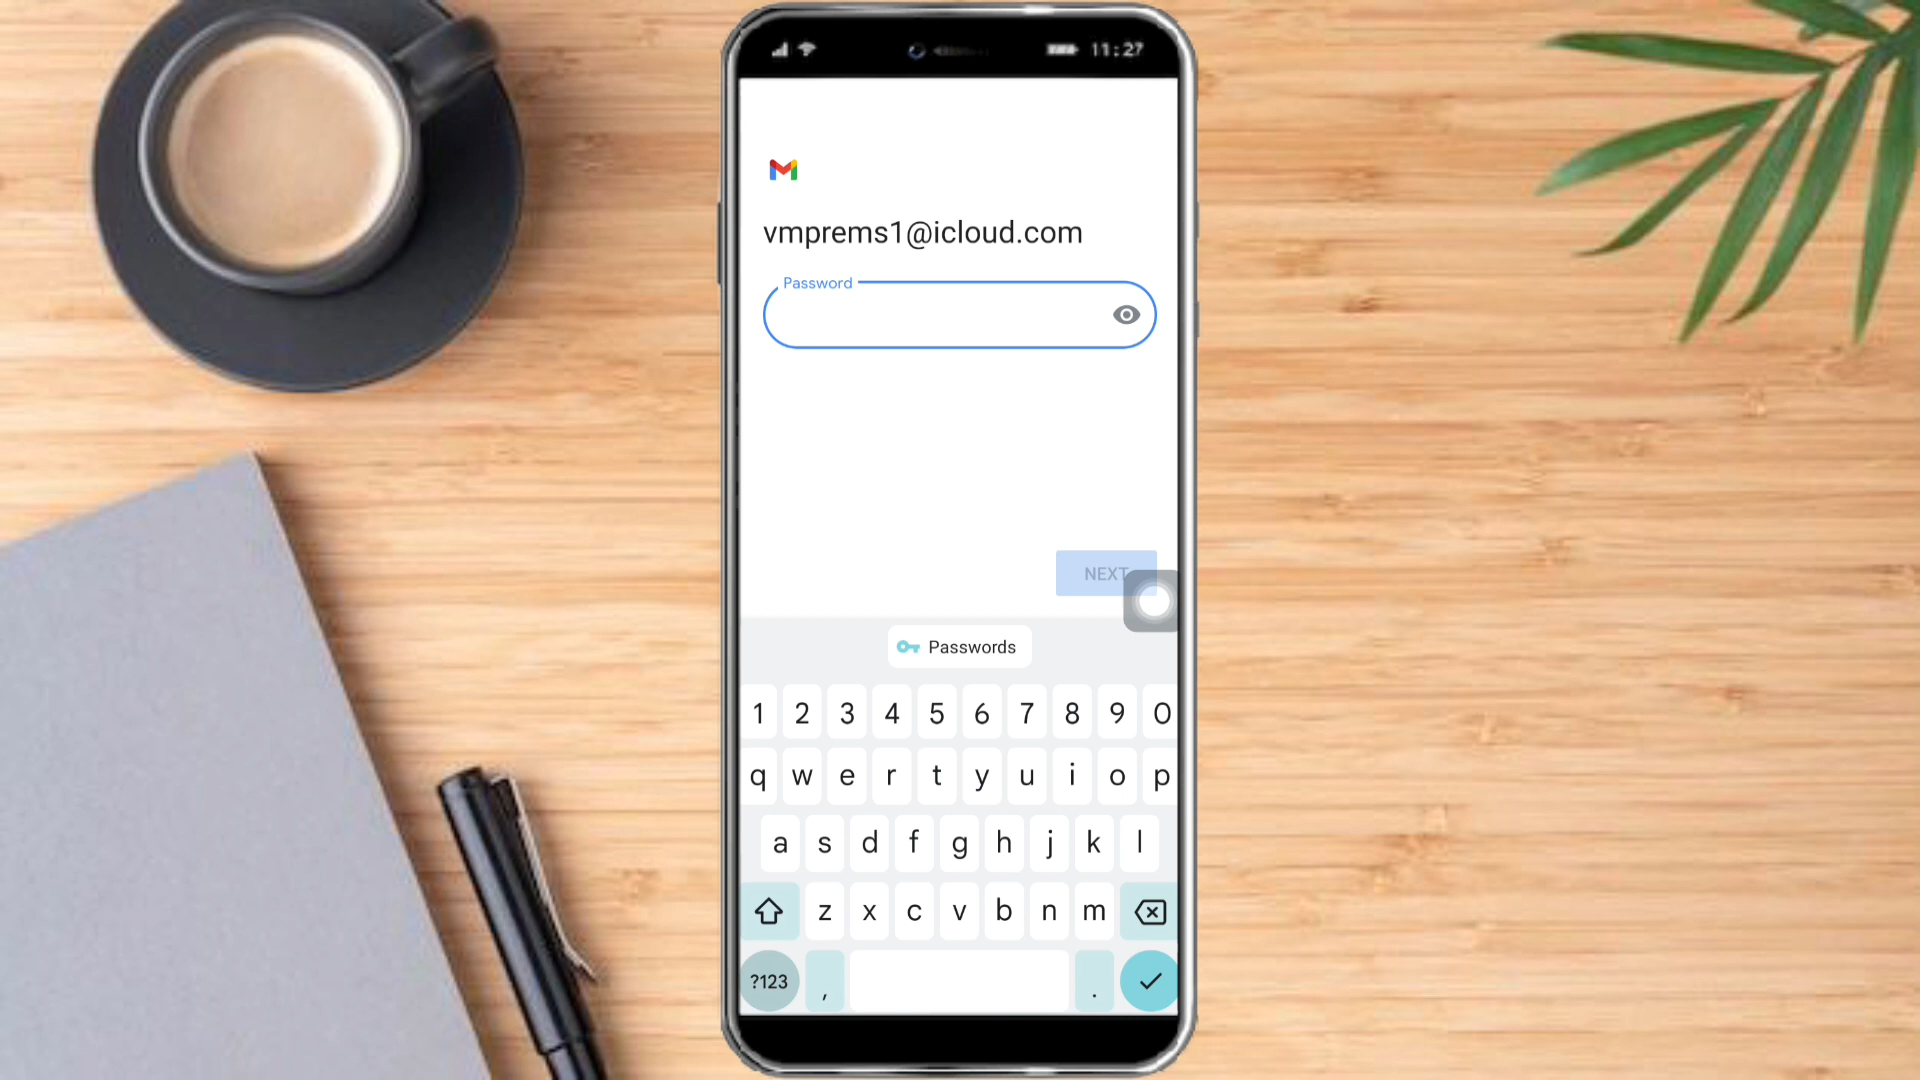 11:27
vmprems1@icloud.com
Password
NEXT
Passwords
1 2 3 4 5 6 7 8 9 0
q w e r t y u i o p
a s d f g h j k l
z x c v b n m
?123 , .